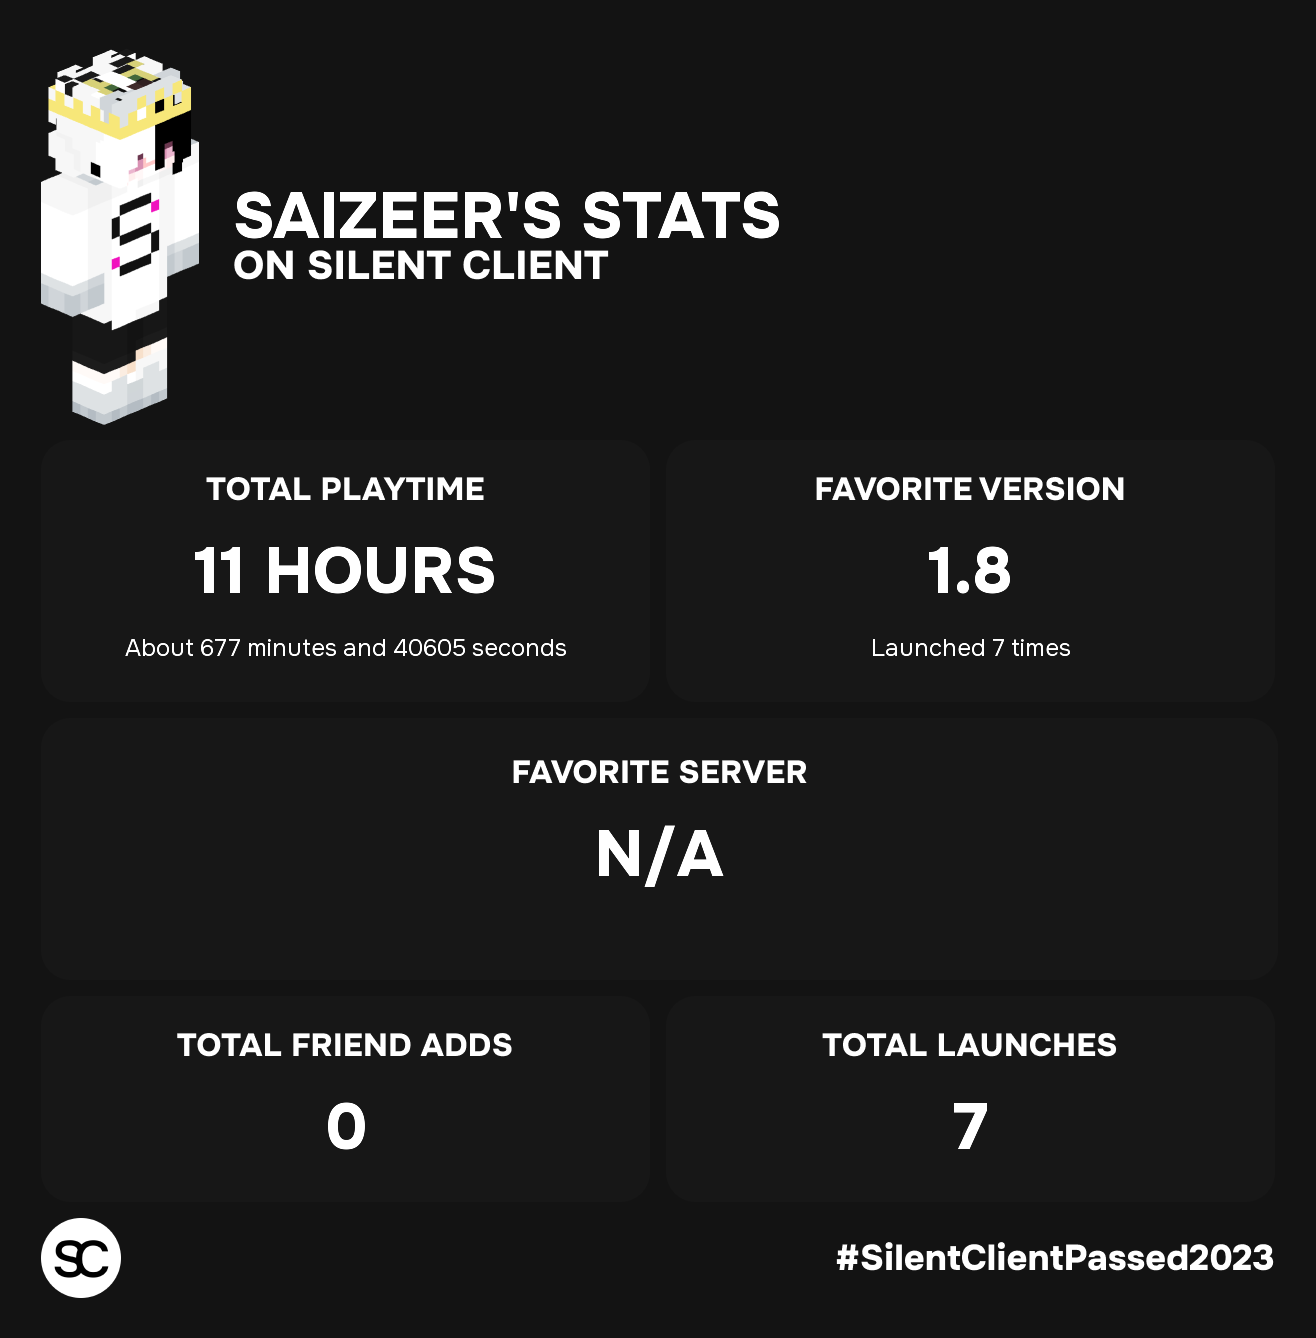 SAIZEER'S STATS
ON SILENT CLIENT
TOTAL PLAYTIME
11 HOURS
About 677 minutes and 40605 seconds
FAVORITE VERSION
1.8
Launched 7 times
FAVORITE SERVER
N/A
TOTAL FRIEND ADDS
0
TOTAL LAUNCHES
7
SC
#SilentClientPassed2023